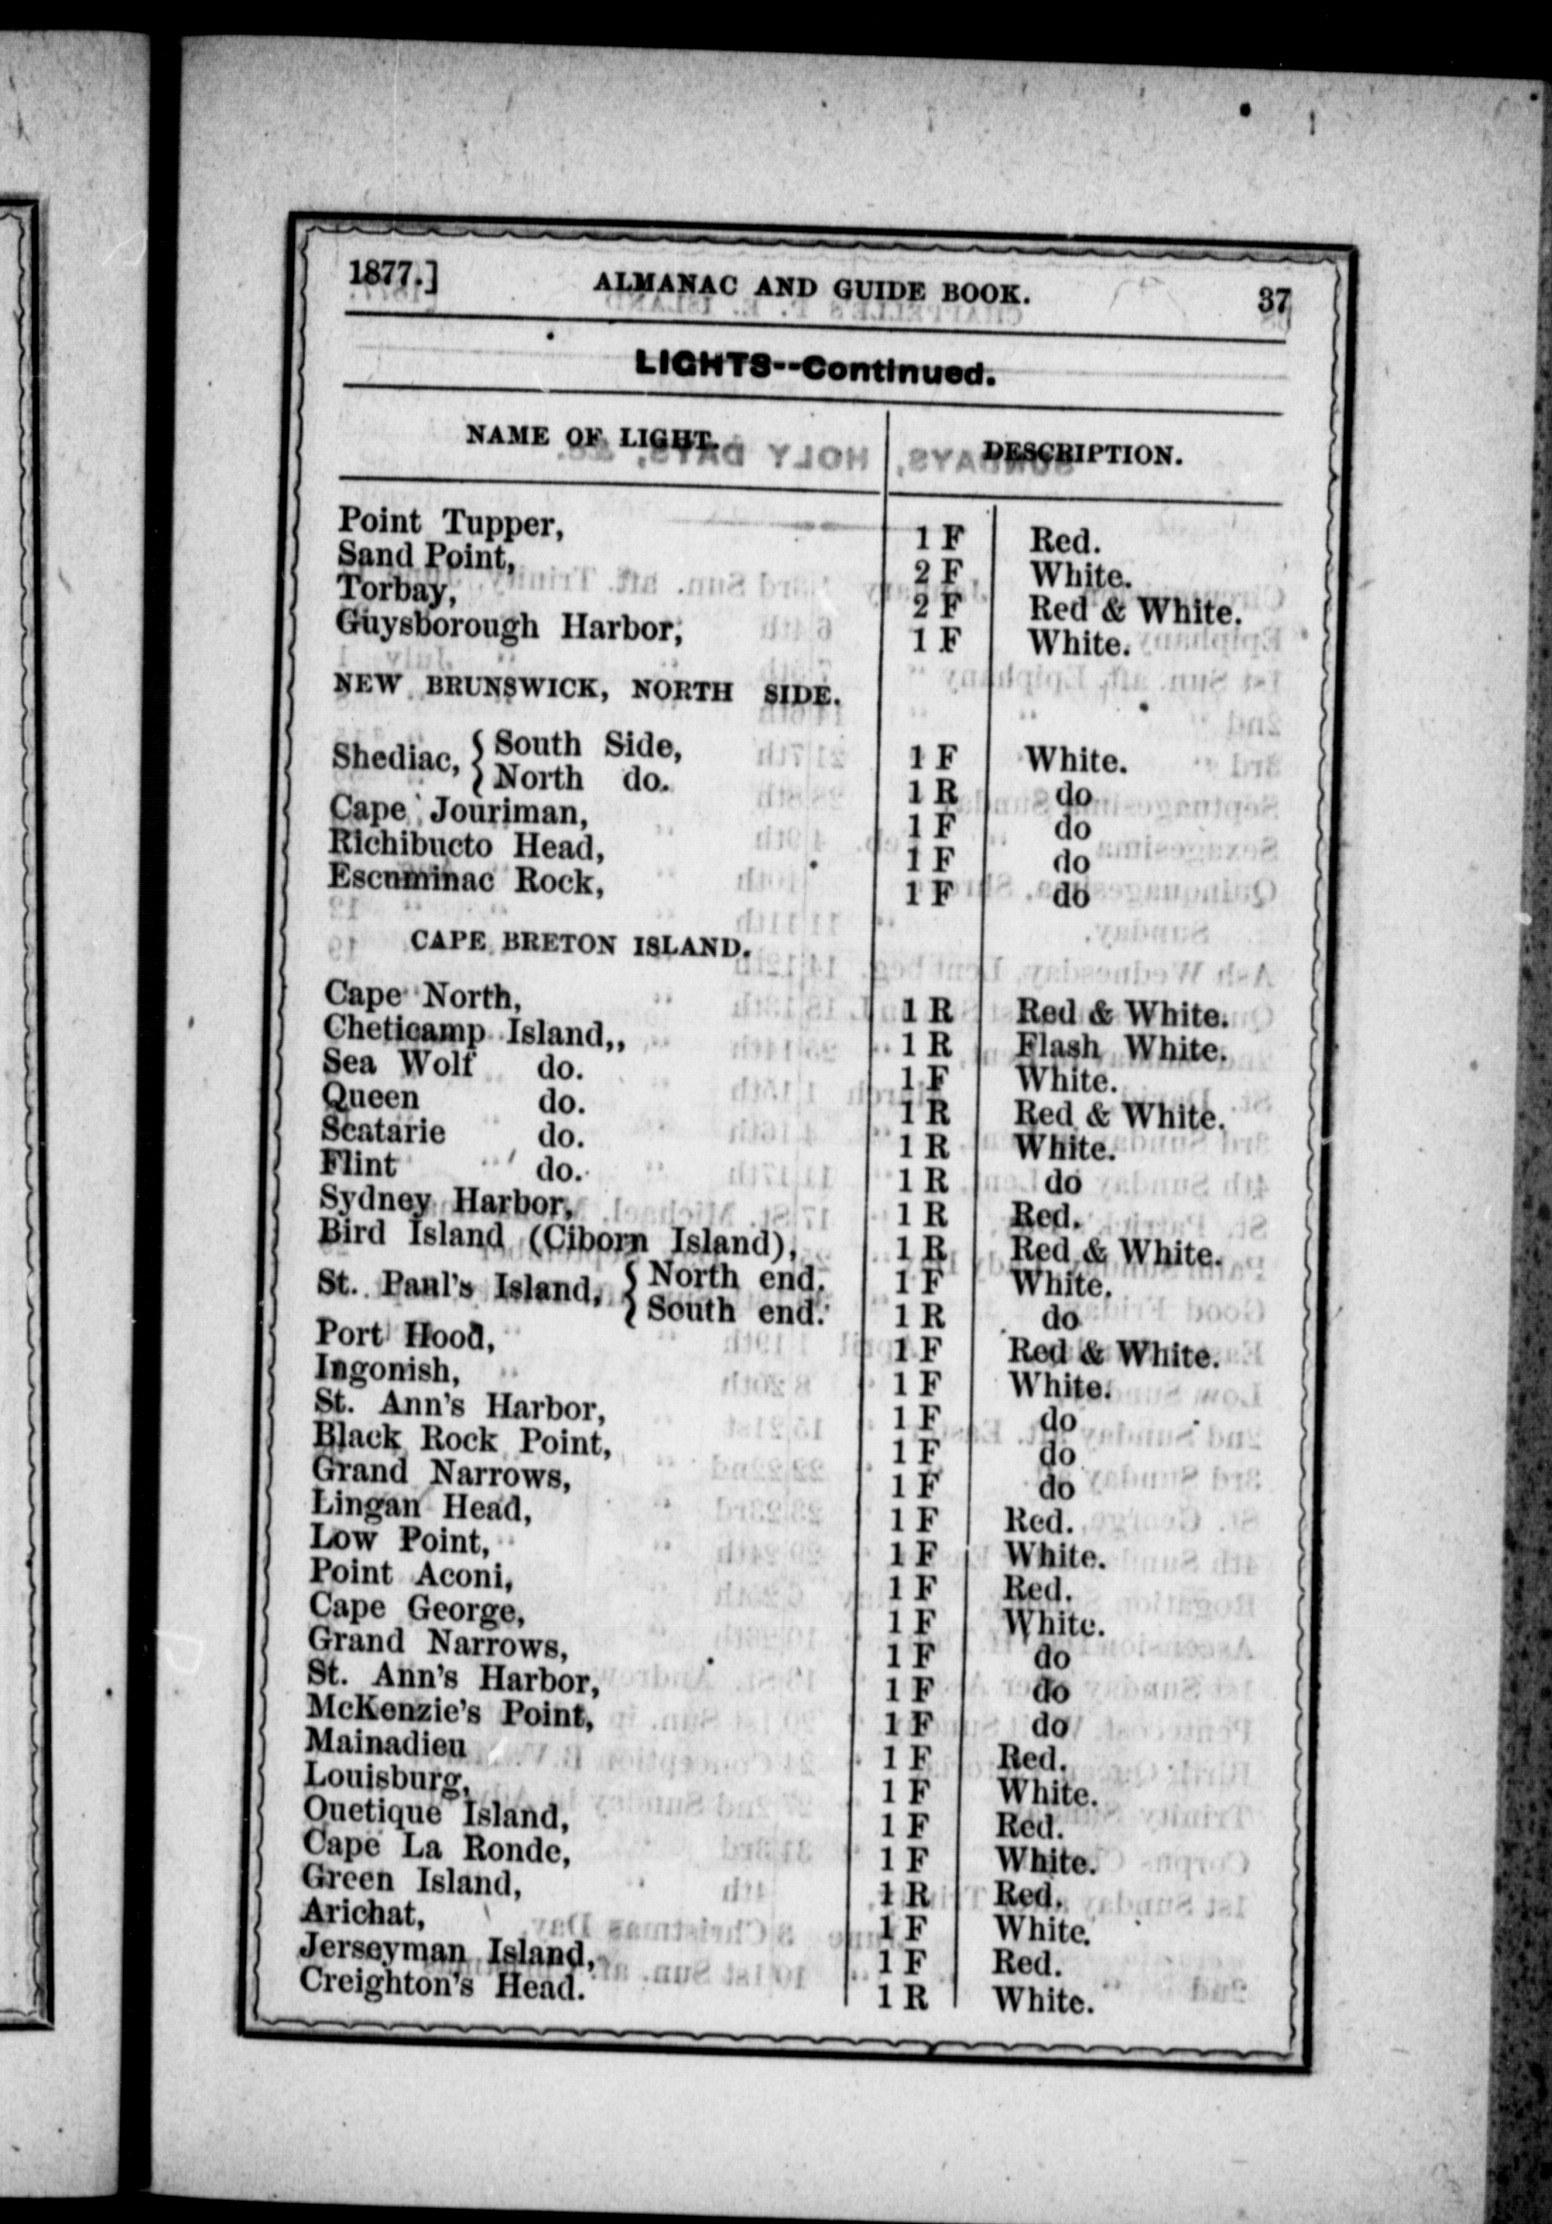 1877.] ALMANAC AND GUIDE BOOK. 37
LIGHTS--Continued.
NAME OF LIGHT. DESCRIPTION.
Point Tupper, 1 F Red.
Sand Point, 2 F White.
Torbay, 2 F Red & White.
Guysborough Harbor, 1 F White.
NEW BRUNSWICK, NORTH SIDE.
Shediac, { South Side, 1 F White.
{ North do. 1 R do
Cape Jouriman, 1 F do
Richibucto Head, 1 F do
Escuminac Rock, 1 F do
CAPE BRETON ISLAND.
Cape North, 1 R Red & White.
Cheticamp Island,, 1 R Flash White.
Sea Wolf do. 1 F White.
Queen do. 1 R Red & White.
Scatarie do. 1 R White.
Flint do. 1 R do
Sydney Harbor, 1 R Red.
Bird Island (Ciborn Island), 1 R Red & White.
St. Paul's Island, { North end. 1 F White.
{ South end. 1 R do
Port Hood, 1 F Red & White.
Ingonish, 1 F White.
St. Ann's Harbor, 1 F do
Black Rock Point, 1 F do
Grand Narrows, 1 F do
Lingan Head, 1 F Red.
Low Point, 1 F White.
Point Aconi, 1 F Red.
Cape George, 1 F White.
Grand Narrows, 1 F do
St. Ann's Harbor, 1 F do
McKenzie's Point, 1 F do
Mainadieu 1 F Red.
Louisburg, 1 F White.
Ouetique Island, 1 F Red.
Cape La Ronde, 1 F White.
Green Island, 1 R Red.
Arichat, 1 F White.
Jerseyman Island, 1 F Red.
Creighton's Head. 1 R White.